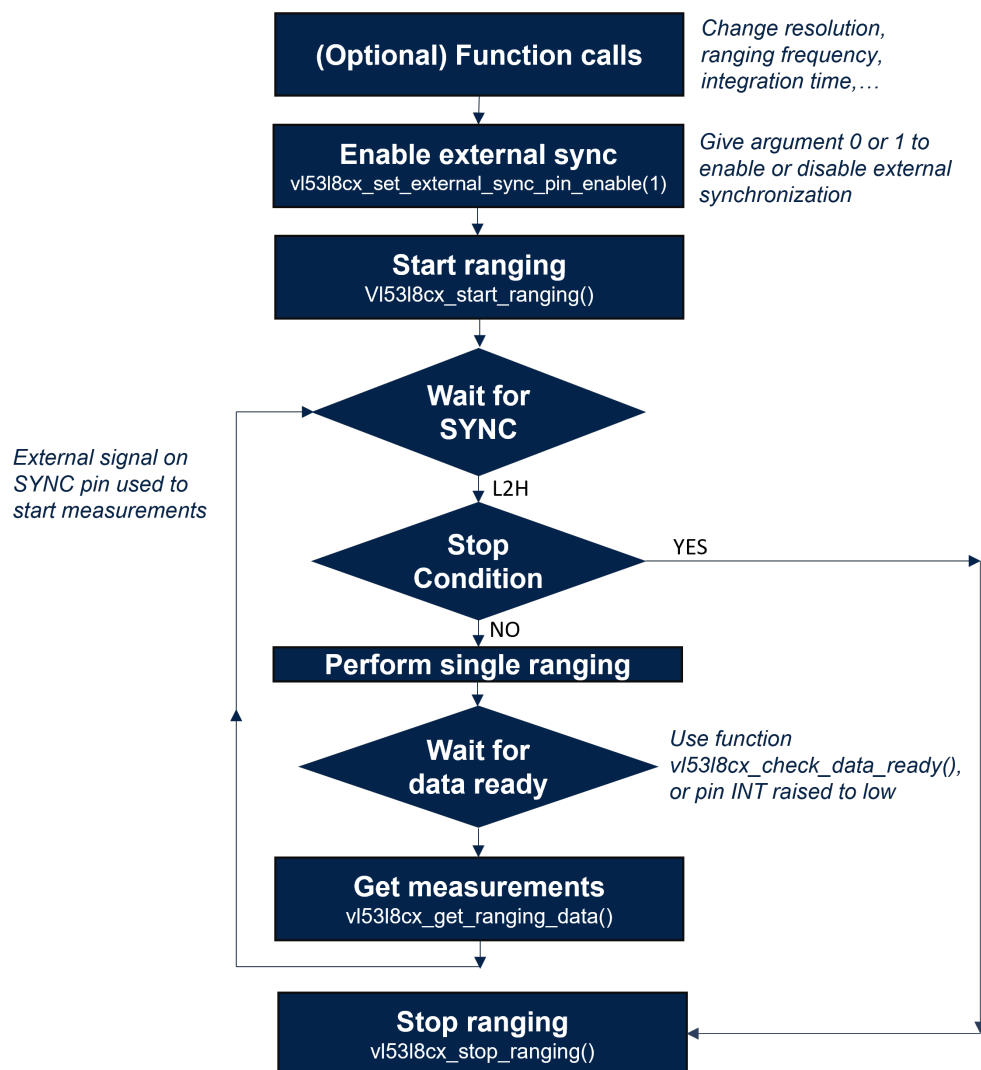 (Optional) Function calls
Change resolution,
ranging frequency,
integration time,…
Enable external sync
vl53l8cx_set_external_sync_pin_enable(1)
Give argument 0 or 1 to
enable or disable external
synchronization
Start ranging
Vl53l8cx_start_ranging()
Wait for
SYNC
External signal on
SYNC pin used to
start measurements
L2H
Stop
Condition
YES
NO
Perform single ranging
Wait for
data ready
Use function
vl53l8cx_check_data_ready(),
or pin INT raised to low
Get measurements
vl53l8cx_get_ranging_data()
Stop ranging
vl53l8cx_stop_ranging()